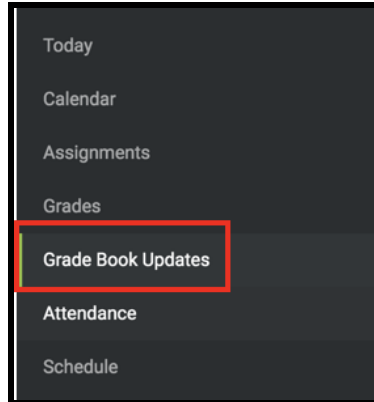 Today
Calendar
Assignments
Grades
Grade Book Updates
Attendance
Schedule